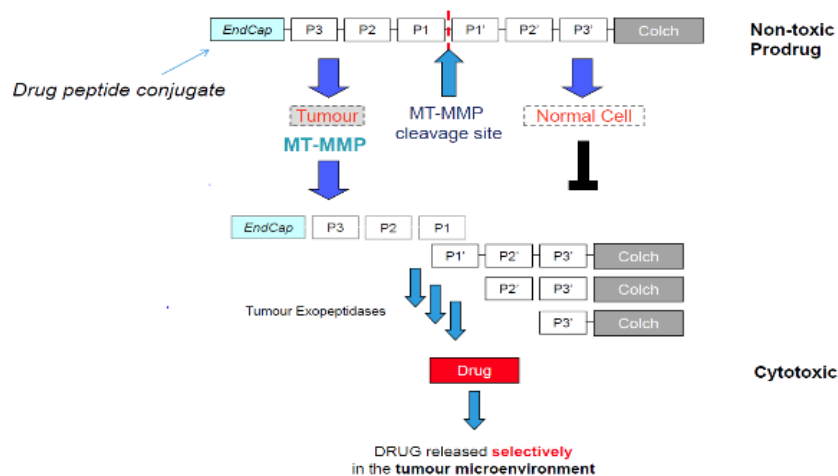 EndCap P3 P2 P1 P1' P2' P3' Colch
Non-toxic
Prodrug
Drug peptide conjugate
Tumour
MT-MMP
MT-MMP
cleavage site
Normal Cell
EndCap P3 P2 P1
P1' P2' P3' Colch
P2' P3' Colch
Tumour Exopeptidases
P3' Colch
Drug
Cytotoxic
DRUG released selectively
in the tumour microenvironment